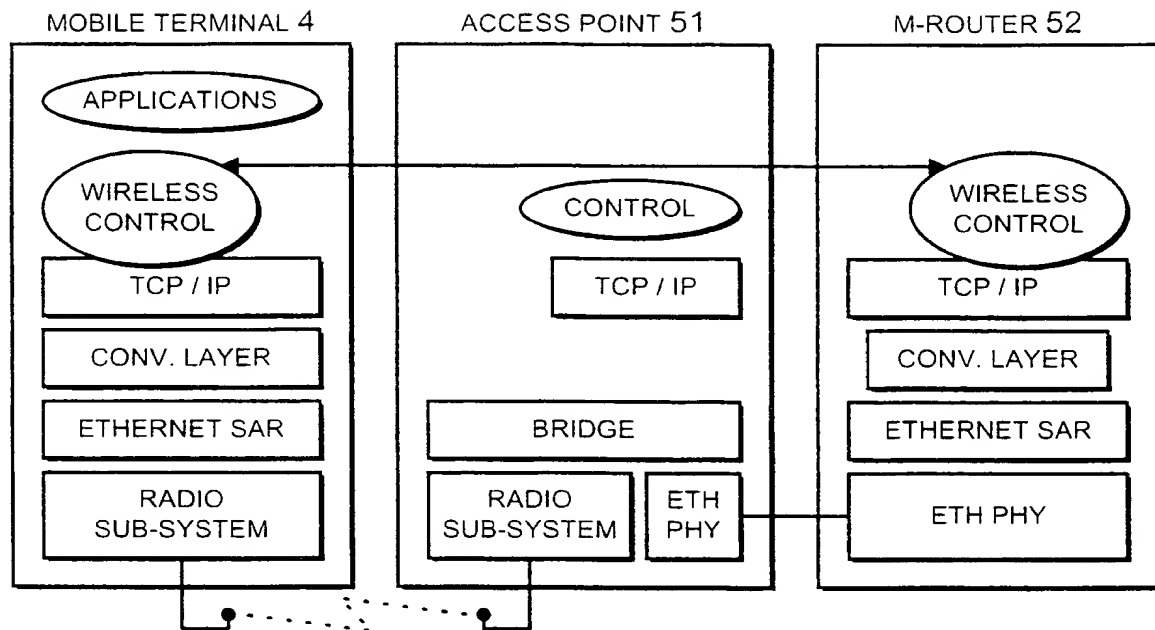 MOBILE TERMINAL 4
APPLICATIONS
WIRELESS
CONTROL
TCP / IP
CONV. LAYER
ETHERNET SAR
RADIO
SUB-SYSTEM
ACCESS POINT 51
CONTROL
TCP / IP
BRIDGE
RADIO
SUB-SYSTEM
ETH
PHY
M-ROUTER 52
WIRELESS
CONTROL
TCP / IP
CONV. LAYER
ETHERNET SAR
ETH PHY